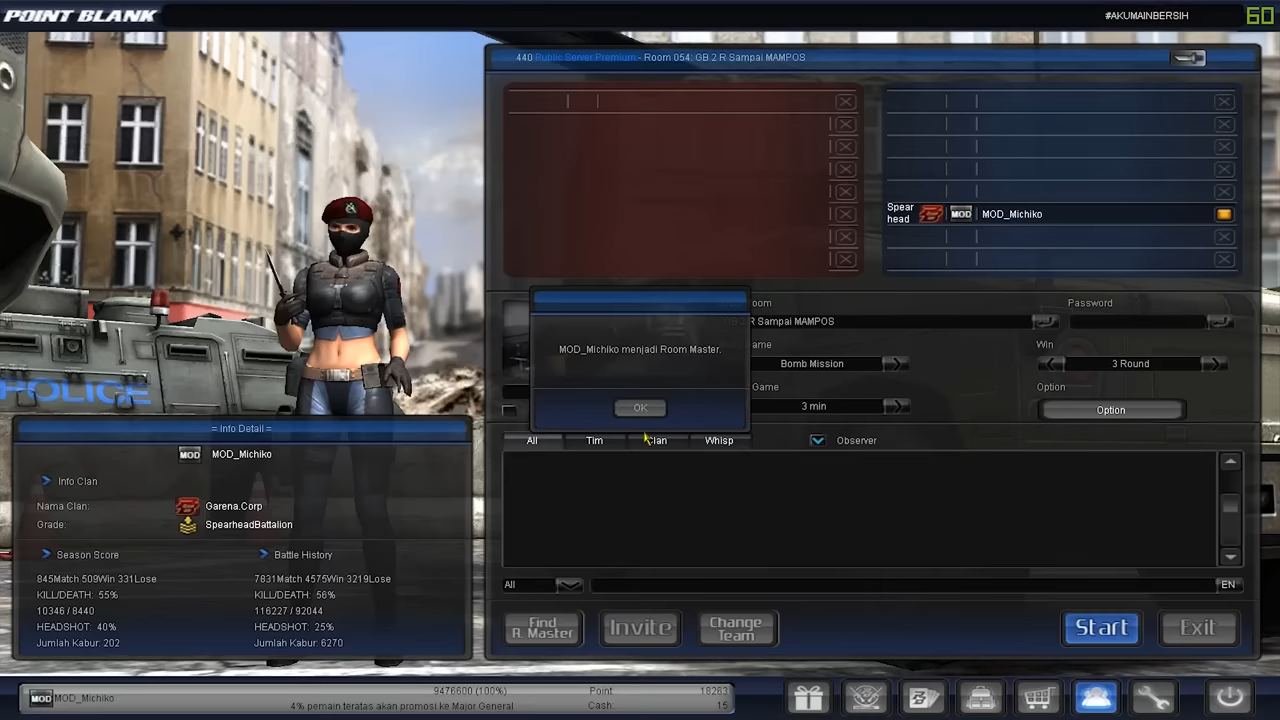 POINT BLANK
#AKUMAINBERSIH
60
440 Public Server Premium - Room 054: GB 2 R Sampai MAMPOS
Spear
head
MOD
MOD_Michiko
oom
Password
2 R Sampai MAMPOS
MOD_Michiko menjadi Room Master.
OK
ame
Win
Bomb Mission
3 Round
Game
Option
3 min
Option
All
Tim
Clan
Whisp
Observer
POLICE
= Info Detail =
MOD
MOD_Michiko
Info Clan
Nama Clan:
Garena.Corp
Grade:
SpearheadBattalion
Season Score
Battle History
845Match 509Win 331Lose
7831Match 4575Win 3219Lose
KILL/DEATH: 55%
KILL/DEATH: 56%
10346 / 8440
116227 / 92044
HEADSHOT: 40%
HEADSHOT: 25%
Jumlah Kabur: 202
Jumlah Kabur: 6270
All
EN
Find
R. Master
Invite
Change
Team
Start
Exit
MOD
MOD_Michiko
9476600 (100%)
Point
18263
4% pemain teratas akan promosi ke Major General
Cash:
15